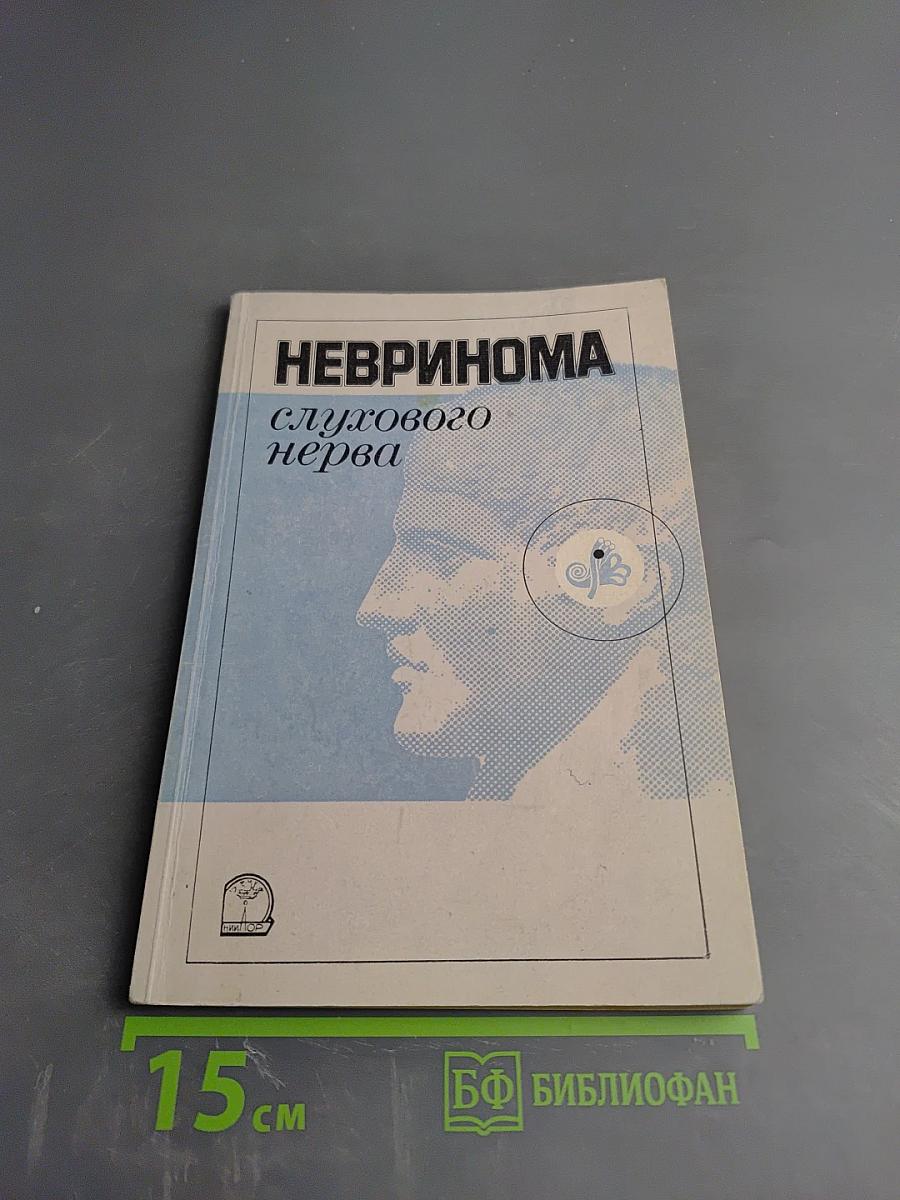 НЕВРИНОМА
слухового
нерва
НИИ ЛОР
15 см
БФ БИБЛИОФАН